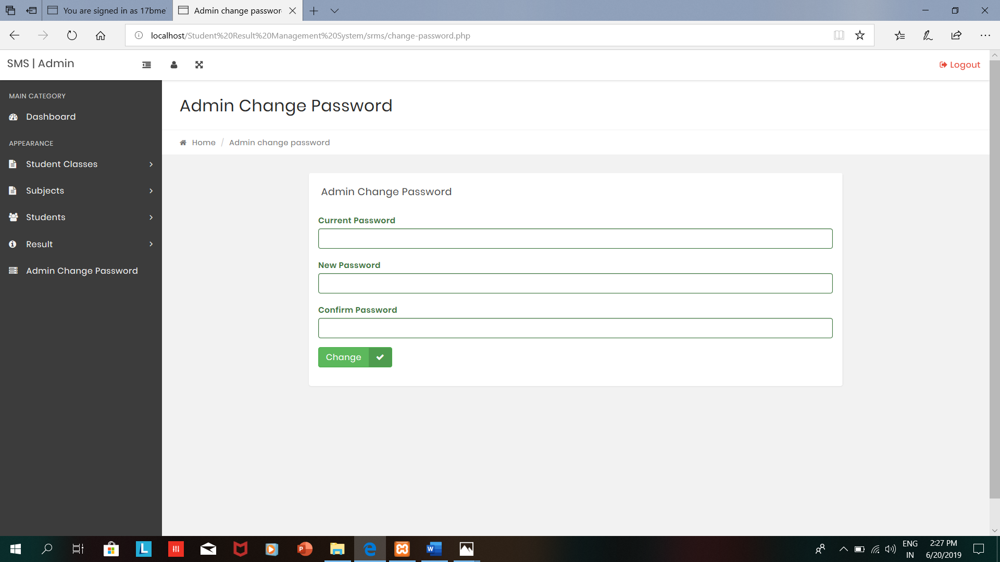 You are signed in as 17bme
Admin change passwor
localhost/Student%20Result%20Management%20System/srms/change-password.php
SMS | Admin
Logout
MAIN CATEGORY
Dashboard
APPEARANCE
Student Classes
Subjects
Students
Result
Admin Change Password
Admin Change Password
Home / Admin change password
Admin Change Password
Current Password
New Password
Confirm Password
Change
ENG
IN
2:27 PM
6/20/2019